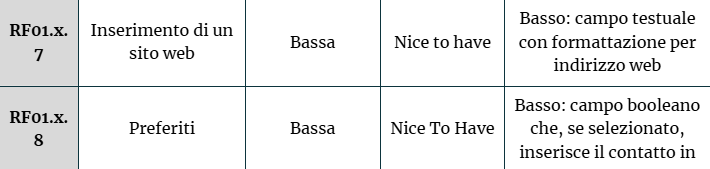 RF01.x.
7
Inserimento di un
sito web
Bassa
Nice to have
Basso: campo testuale
con formattazione per
indirizzo web
RF01.x.
8
Preferiti
Bassa
Nice To Have
Basso: campo booleano
che, se selezionato,
inserisce il contatto in